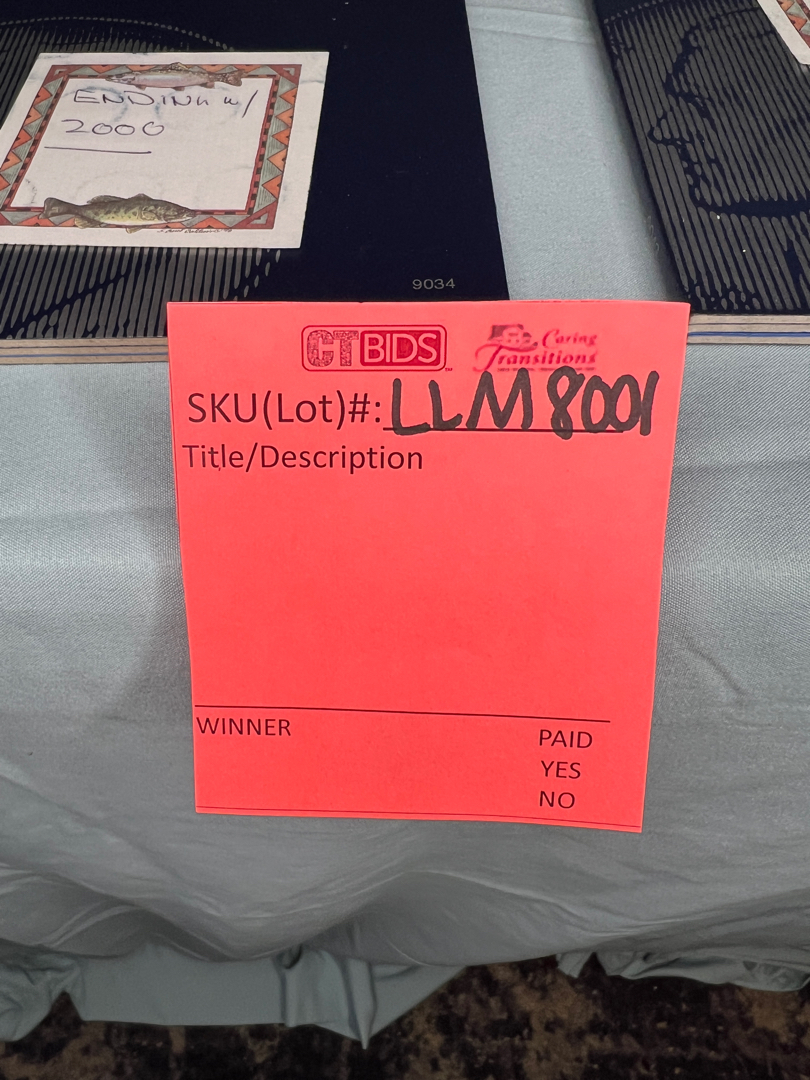 ENDING w/
2000
9034
CTBIDS
Caring
Transitions
SKU(Lot)#: LLM8001
Title/Description
WINNER
PAID
YES
NO